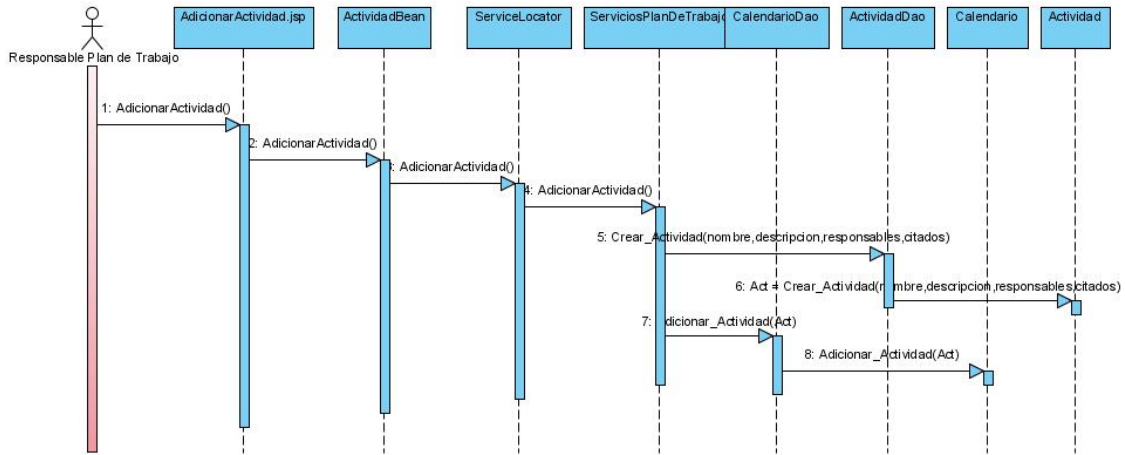 AdicionarActividad.jsp
ActividadBean
ServiceLocator
ServiciosPlanDeTrabajo
CalendarioDao
ActividadDao
Calendario
Actividad
Responsable Plan de Trabajo
1: AdicionarActividad()
2: AdicionarActividad()
3: AdicionarActividad()
4: AdicionarActividad()
5: Crear_Actividad(nombre,descripcion,responsables,citados)
6: Act = Crear_Actividad(nombre,descripcion,responsables,citados)
7: Adicionar_Actividad(Act)
8: Adicionar_Actividad(Act)